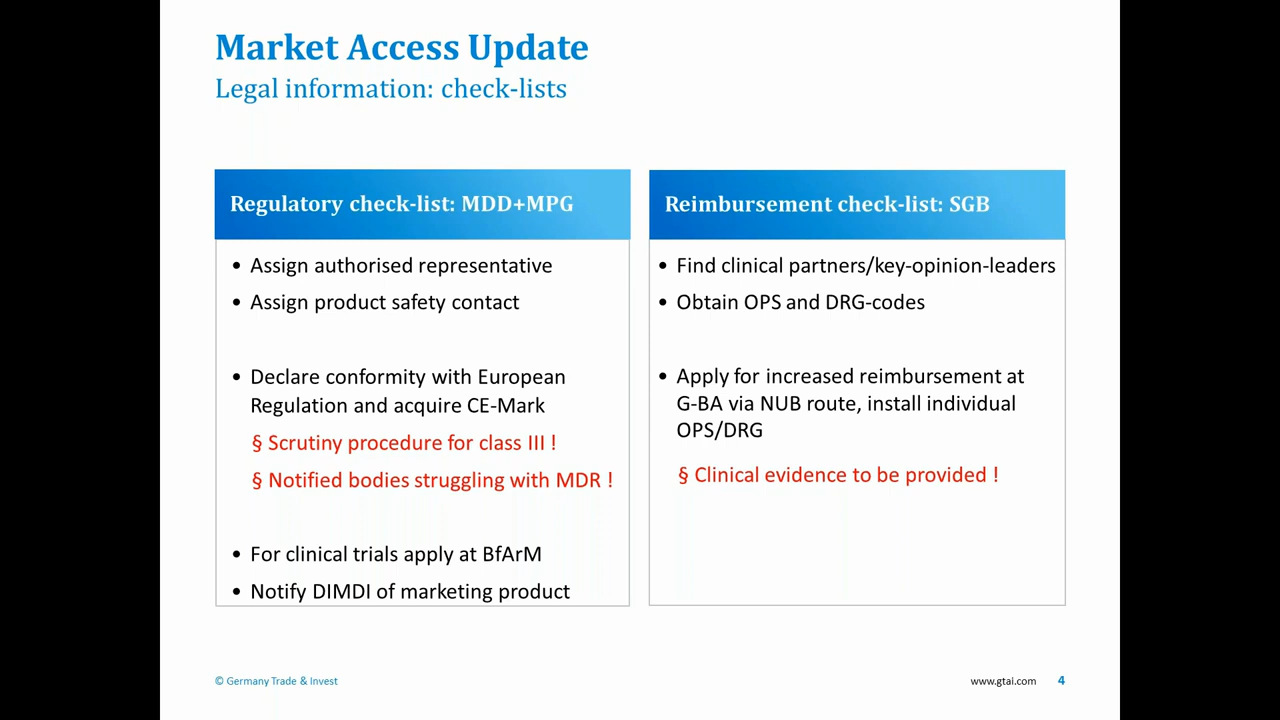 Market Access Update
Legal information: check-lists
Regulatory check-list: MDD+MPG
• Assign authorised representative
• Assign product safety contact
• Declare conformity with European
Regulation and acquire CE-Mark
§ Scrutiny procedure for class III !
§ Notified bodies struggling with MDR !
• For clinical trials apply at BfArM
• Notify DIMDI of marketing product
Reimbursement check-list: SGB
• Find clinical partners/key-opinion-leaders
• Obtain OPS and DRG-codes
• Apply for increased reimbursement at
G-BA via NUB route, install individual
OPS/DRG
§ Clinical evidence to be provided !
© Germany Trade & Invest
www.gtai.com 4